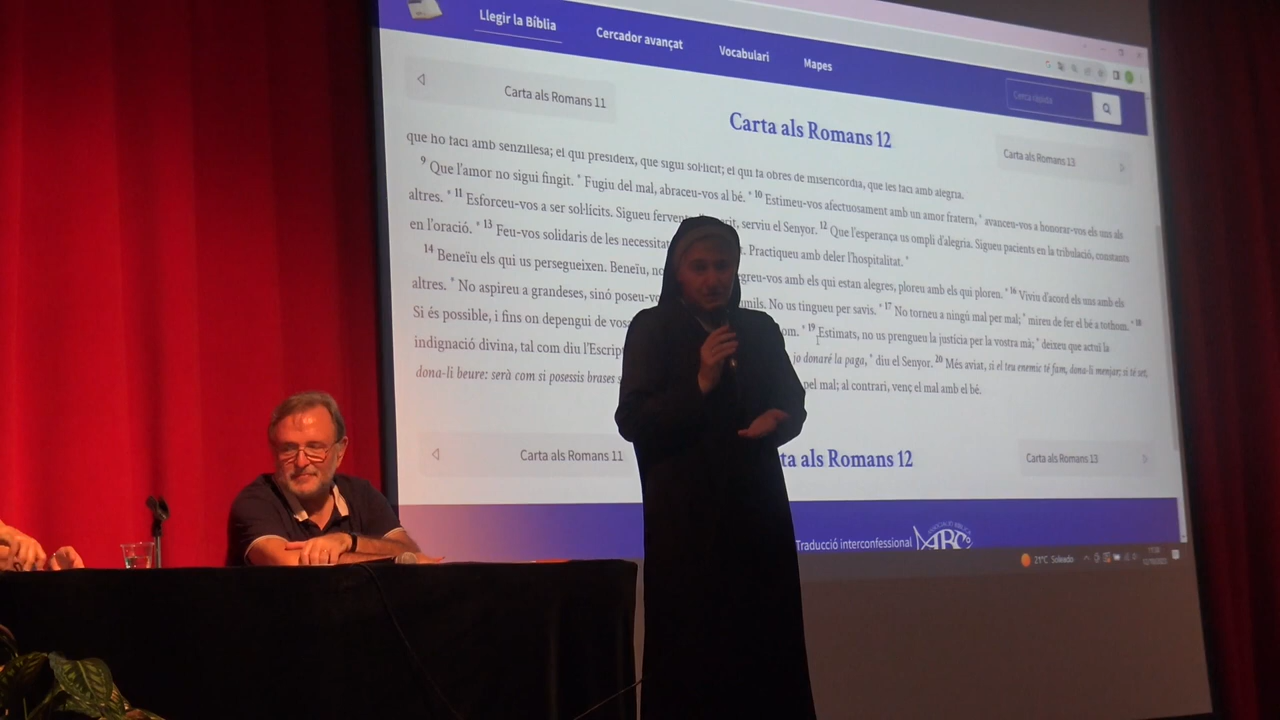 Llegir la Bíblia Cercador avançat Vocabulari Mapes
Cerca ràpida
Carta als Romans 11
Carta als Romans 12
Carta als Romans 13
que ho faci amb senzillesa; el qui presideix, que sigui sol·lícit; el qui fa obres de misericòrdia, que les faci amb alegria.
9 Que l'amor no sigui fingit. * Fugiu del mal, abraceu-vos al bé. * 10 Estimeu-vos afectuosament amb un amor fratern, * avanceu-vos a honorar-vos els uns als
altres. * 11 Esforceu-vos a ser sol·lícits. Sigueu fervents serviu el Senyor. 12 Que l'esperança us ompli d'alegria. Sigueu pacients en la tribulació, constants
en l'oració. * 13 Feu-vos solidaris de les necessitat Practiqueu amb deler l'hospitalitat. *
14 Beneïu els qui us persegueixen. Beneïu, no egreu-vos amb els qui estan alegres, ploreu amb els qui ploren. * 16 Viviu d'acord els uns amb els
altres. * No aspireu a grandeses, sinó poseu-vo umils. No us tingueu per savis. * 17 No torneu a ningú mal per mal; * mireu de fer el bé a tothom. * 18
Si és possible, i fins on depengui de vosa om. * 19 Estimats, no us prengueu la justícia per la vostra mà; * deixeu que actuï la
indignació divina, tal com diu l'Escrip jo donaré la paga, * diu el Senyor. 20 Més aviat, si el teu enemic té fam, dona-li menjar; si té set,
dona-li beure: serà com si posessis brases s pel mal; al contrari, venç el mal amb el bé.
Carta als Romans 11
ta als Romans 12
Carta als Romans 13
Traducció interconfessional ABC
21°C Soleado